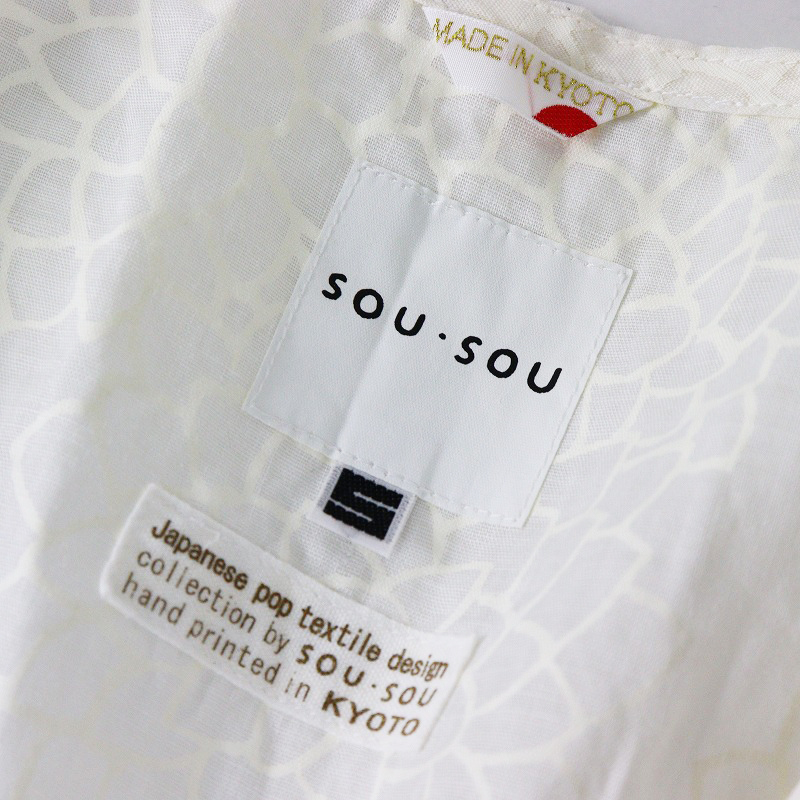 MADE IN KYOTO
SOU・SOU
S
Japanese pop textile design
collection by SOU・SOU
hand printed in KYOTO